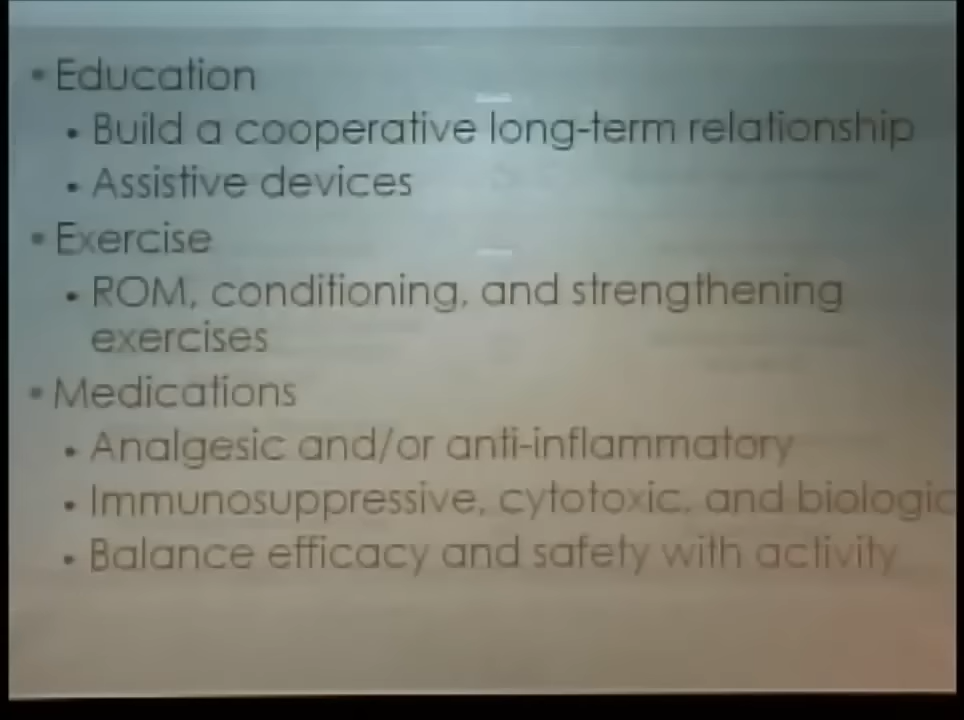 • Education
• Build a cooperative long-term relationship
• Assistive devices
• Exercise
• ROM, conditioning, and strengthening
exercises
• Medications
• Analgesic and/or anti-inflammatory
• Immunosuppressive, cytotoxic, and biologic
• Balance efficacy and safety with activity